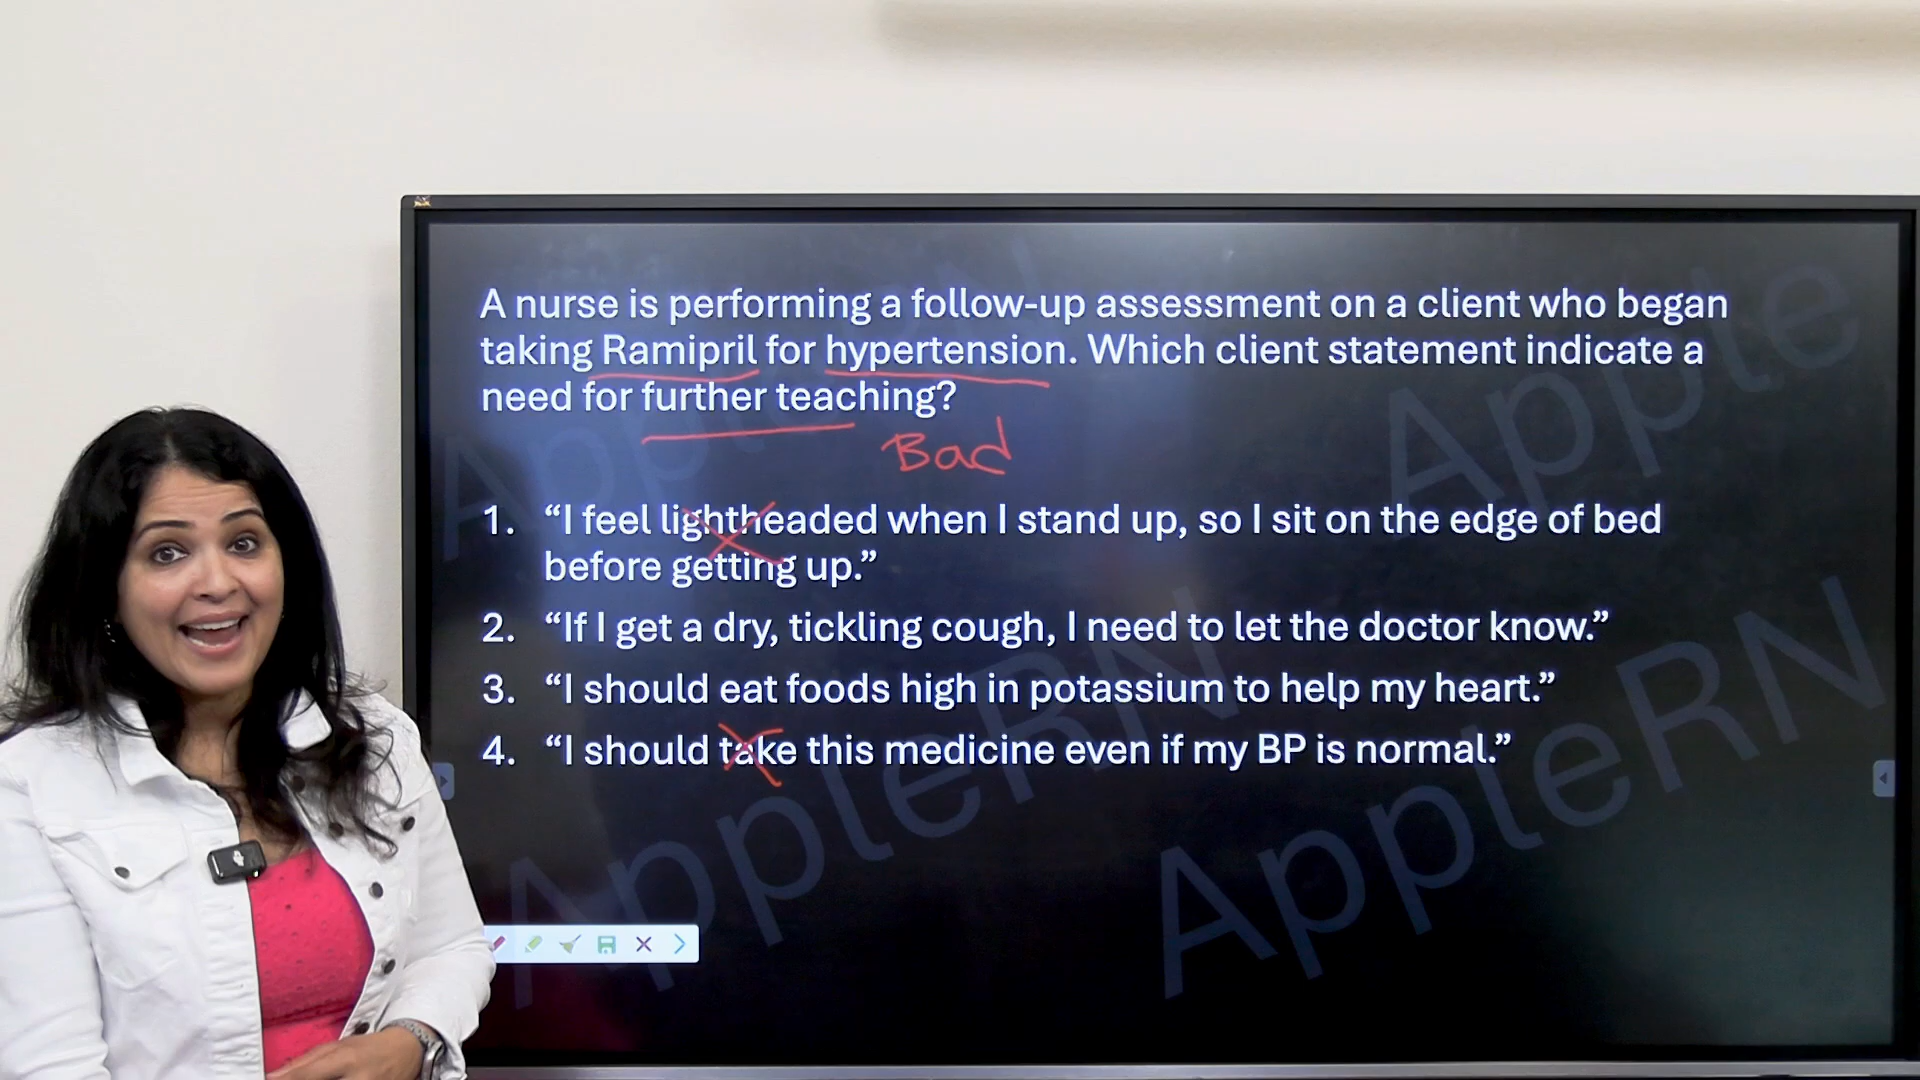 A nurse is performing a follow-up assessment on a client who began
taking Ramipril for hypertension. Which client statement indicate a
need for further teaching?
Bad
1. “I feel lightheaded when I stand up, so I sit on the edge of bed
before getting up.”
2. “If I get a dry, tickling cough, I need to let the doctor know.”
3. “I should eat foods high in potassium to help my heart.”
4. “I should take this medicine even if my BP is normal.”
AppleRN
Apple
AppleRN
AppleRN